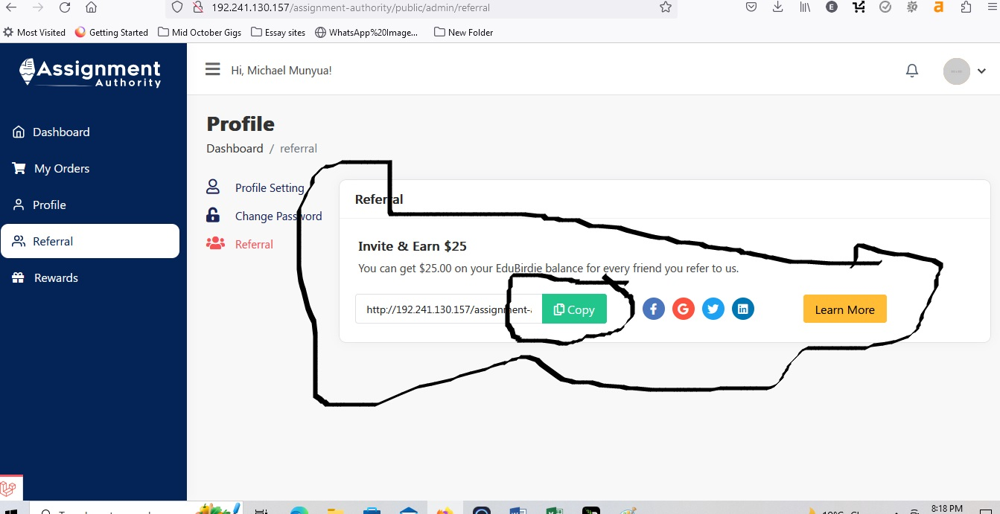 192.241.130.157/assignment-authority/public/admin/referral
Most Visited Getting Started Mid October Gigs Essay sites WhatsApp%20Image... New Folder
Assignment
Authority
Hi, Michael Munyua!
Dashboard
My Orders
Profile
Referral
Rewards
Profile
Dashboard / referral
Profile Setting
Change Password
Referral
Referral
Invite & Earn $25
You can get $25.00 on your EduBirdie balance for every friend you refer to us.
http://192.241.130.157/assignment-
Copy
Learn More
8:18 PM